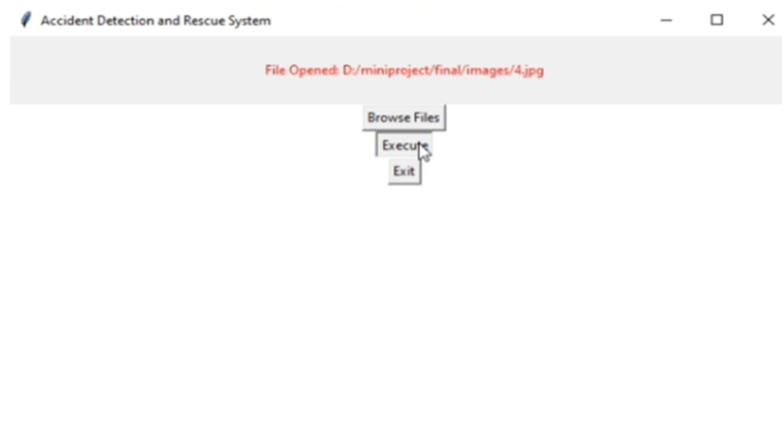 Accident Detection and Rescue System
File Opened: D:/miniproject/final/images/4.jpg
Browse Files
Execute
Exit